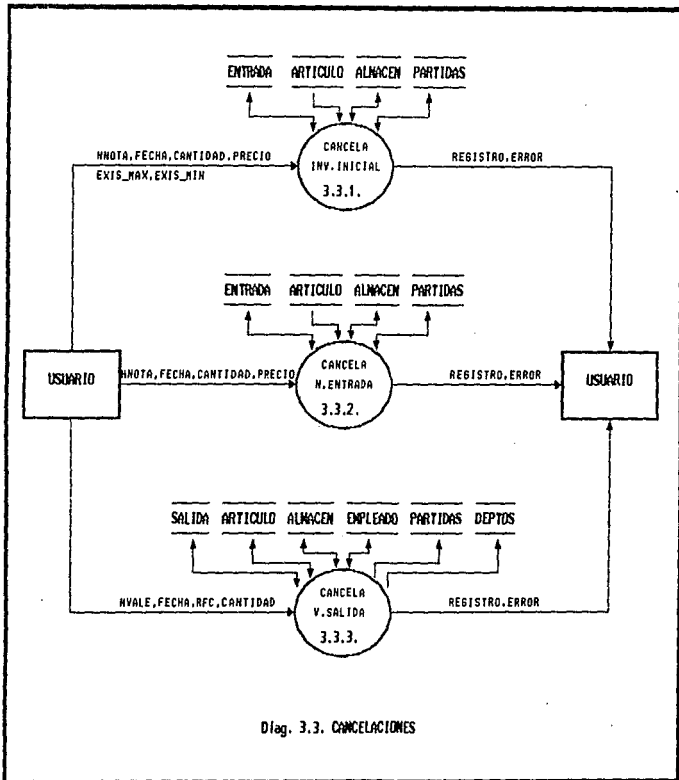 ENTRADA ARTICULO ALMACEN PARTIDAS
CANCELA
INV.INICIAL
3.3.1.
NNOTA,FECHA,CANTIDAD,PRECIO
EXIS_MAX,EXIS_MIN
REGISTRO,ERROR
ENTRADA ARTICULO ALMACEN PARTIDAS
CANCELA
N.ENTRADA
3.3.2.
USUARIO
NNOTA,FECHA,CANTIDAD,PRECIO
REGISTRO,ERROR
USUARIO
SALIDA ARTICULO ALMACEN EMPLEADO PARTIDAS DEPTOS
CANCELA
V.SALIDA
3.3.3.
NVALE,FECHA,RFC,CANTIDAD
REGISTRO,ERROR
Diag. 3.3. CANCELACIONES